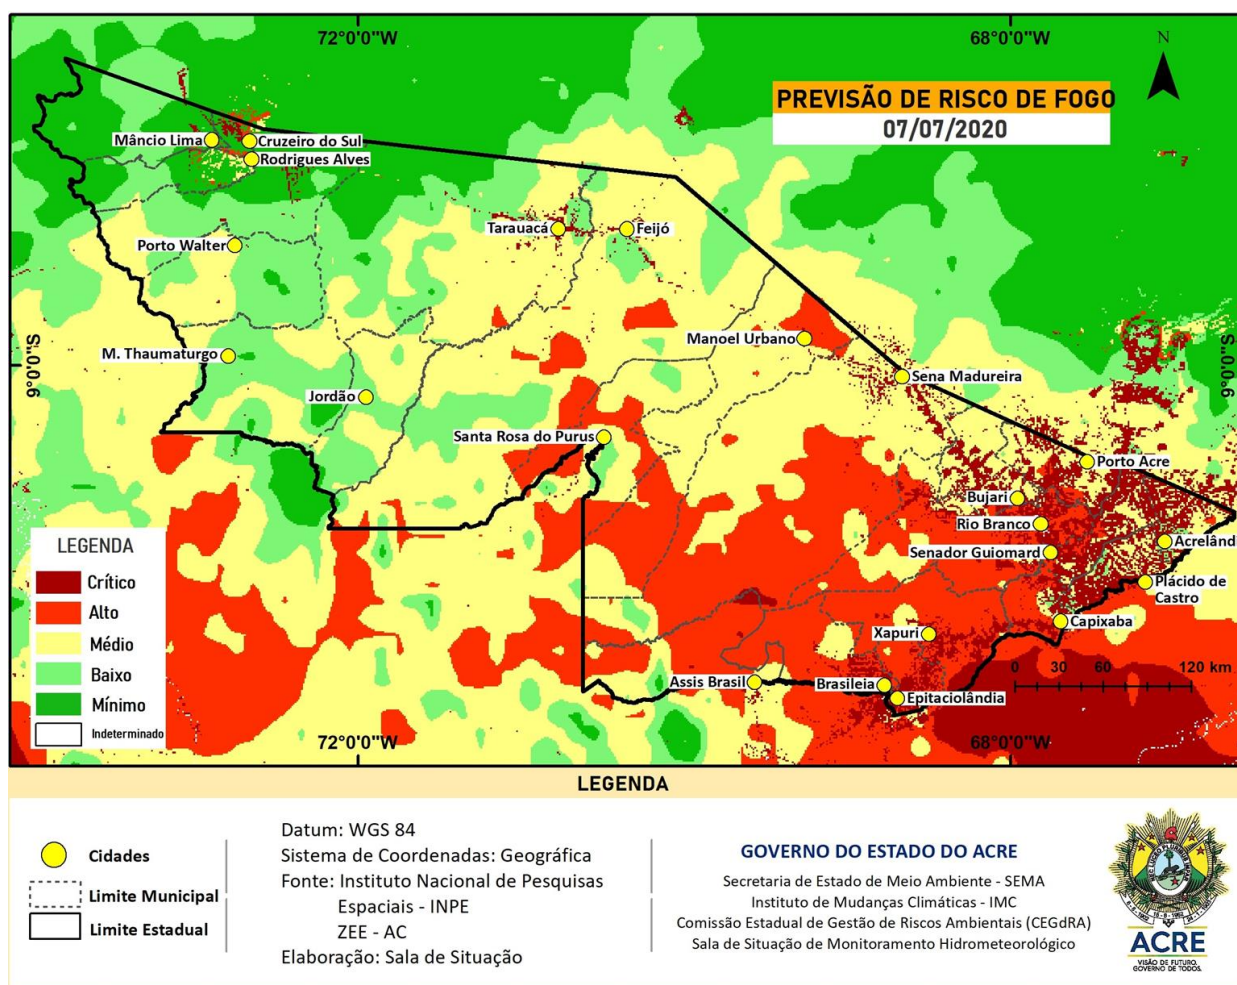 72°0'0"W
68°0'0"W
N
PREVISÃO DE RISCO DE FOGO
07/07/2020
Mâncio Lima
Cruzeiro do Sul
Rodrigues Alves
Tarauacá
Feijó
Porto Walter
Manoel Urbano
M. Thaumaturgo
9°0'0"S
9°0'0"S
Sena Madureira
Jordão
Santa Rosa do Purus
Porto Acre
Bujari
Rio Branco
Acrelând
Senador Guiomard
Plácido de
Castro
Capixaba
Xapuri
Assis Brasil
Brasileia
Epitaciolândia
0 30 60 120 km
LEGENDA
Crítico
Alto
Médio
Baixo
Mínimo
Indeterminado
72°0'0"W
68°0'0"W
LEGENDA
Cidades
Limite Municipal
Limite Estadual
Datum: WGS 84
Sistema de Coordenadas: Geográfica
Fonte: Instituto Nacional de Pesquisas
Espaciais - INPE
ZEE - AC
Elaboração: Sala de Situação
GOVERNO DO ESTADO DO ACRE
Secretaria de Estado de Meio Ambiente - SEMA
Instituto de Mudanças Climáticas - IMC
Comissão Estadual de Gestão de Riscos Ambientais (CEGdRA)
Sala de Situação de Monitoramento Hidrometeorológico
ACRE
VISÃO DE FUTURO.
GOVERNO DE TODOS.